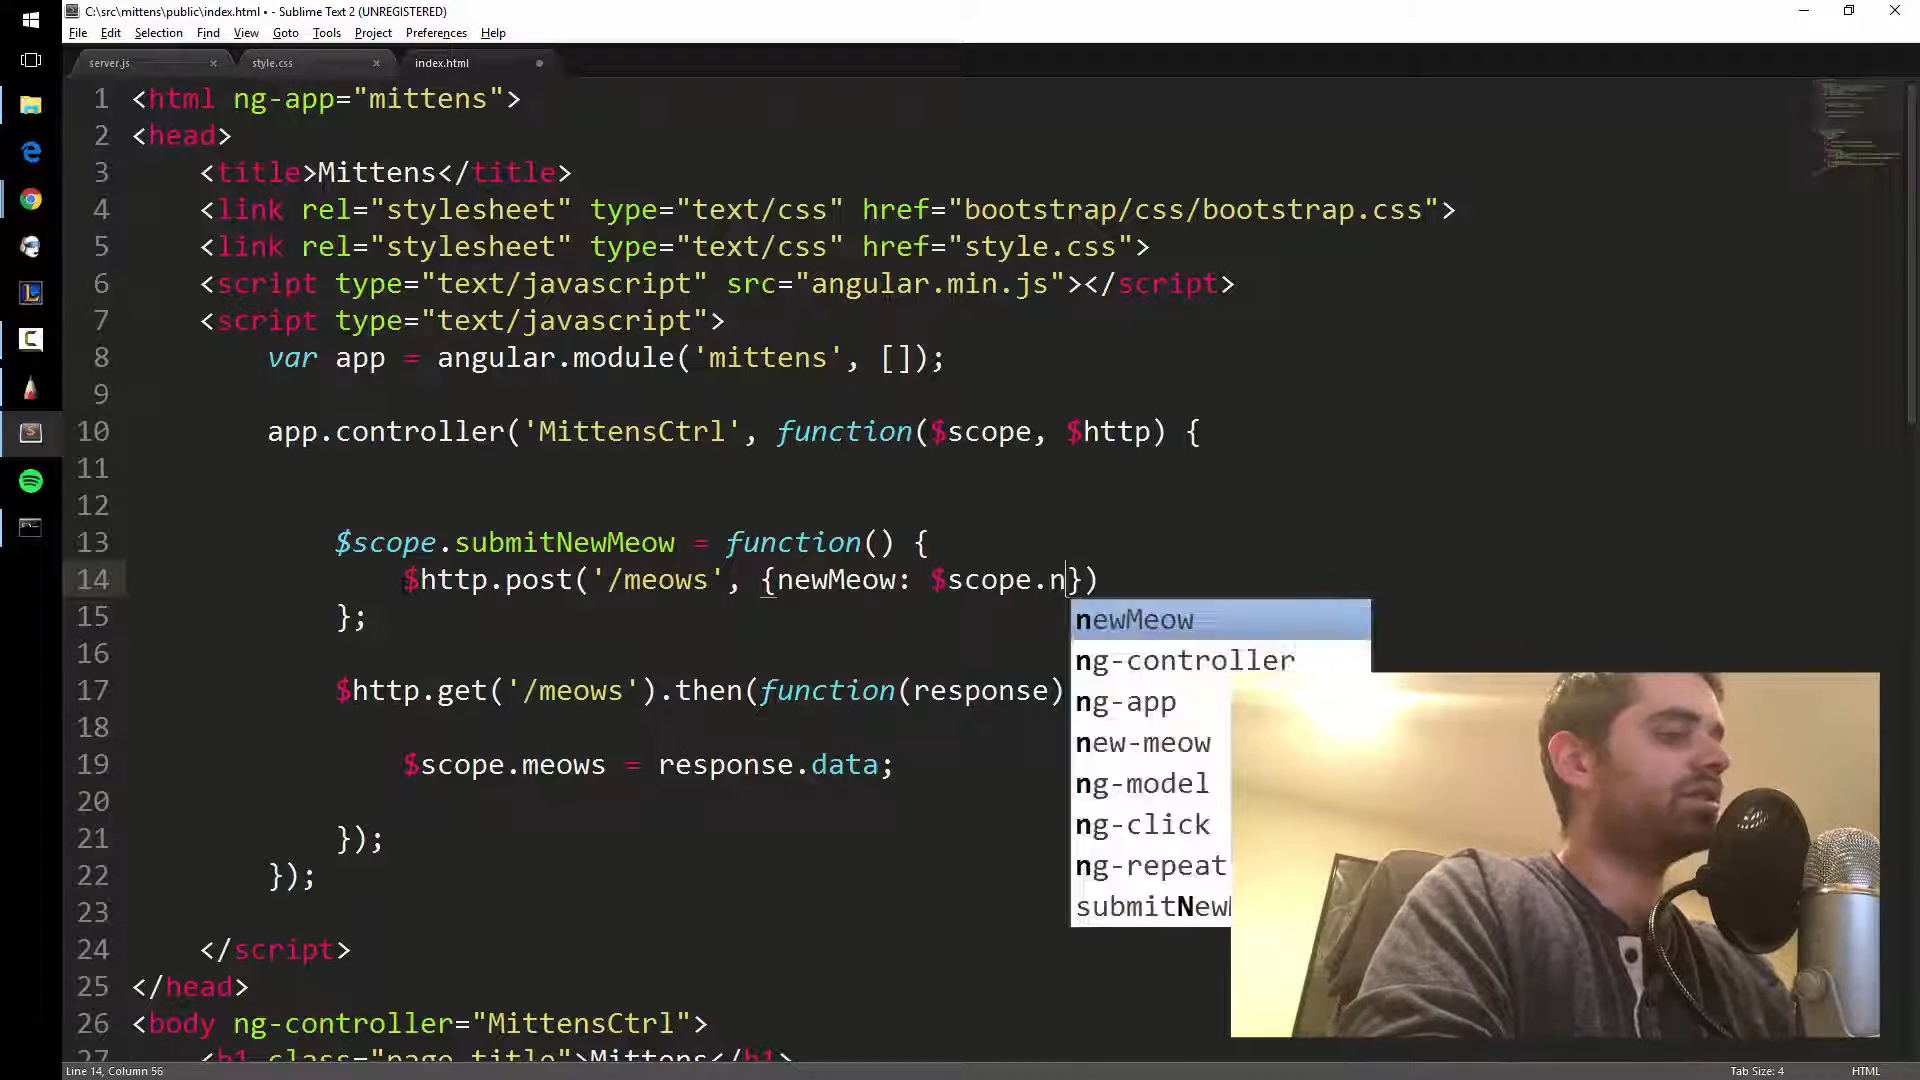 C:\src\mittens\public\index.html • - Sublime Text 2 (UNREGISTERED)
File Edit Selection Find View Goto Tools Project Preferences Help
server.js × style.css × index.html
1 <html ng-app="mittens">
2 <head>
3 <title>Mittens</title>
4 <link rel="stylesheet" type="text/css" href="bootstrap/css/bootstrap.css">
5 <link rel="stylesheet" type="text/css" href="style.css">
6 <script type="text/javascript" src="angular.min.js"></script>
7 <script type="text/javascript">
8 var app = angular.module('mittens', []);
9
10 app.controller('MittensCtrl', function($scope, $http) {
11
12
13 $scope.submitNewMeow = function() {
14 $http.post('/meows', {newMeow: $scope.n})
15 };
newMeow
16
ng-controller
17 $http.get('/meows').then(function(response)
ng-app
18
new-meow
19 $scope.meows = response.data;
ng-model
20
ng-click
21 });
ng-repeat
22 });
submitNew
23
24 </script>
25 </head>
26 <body ng-controller="MittensCtrl">
27 <h1 class="page_title">Mittens</h1>
Line 14, Column 56 Tab Size: 4 HTML